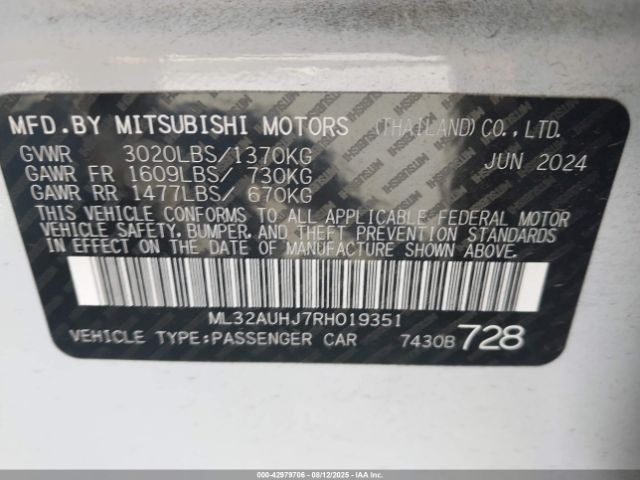 MFD.BY MITSUBISHI MOTORS (THAILAND) CO.,LTD.
GVWR 3020LBS/1370KG JUN 2024
GAWR FR 1609LBS/ 730KG
GAWR RR 1477LBS/ 670KG
THIS VEHICLE CONFORMS TO ALL APPLICABLE FEDERAL MOTOR
VEHICLE SAFETY, BUMPER, AND THEFT PREVENTION STANDARDS
IN EFFECT ON THE DATE OF MANUFACTURE SHOWN ABOVE.
ML32AUHJ7RH019351
VEHICLE TYPE:PASSENGER CAR 7430B 728
000-42979706 - 08/12/2025 - IAAI.COM